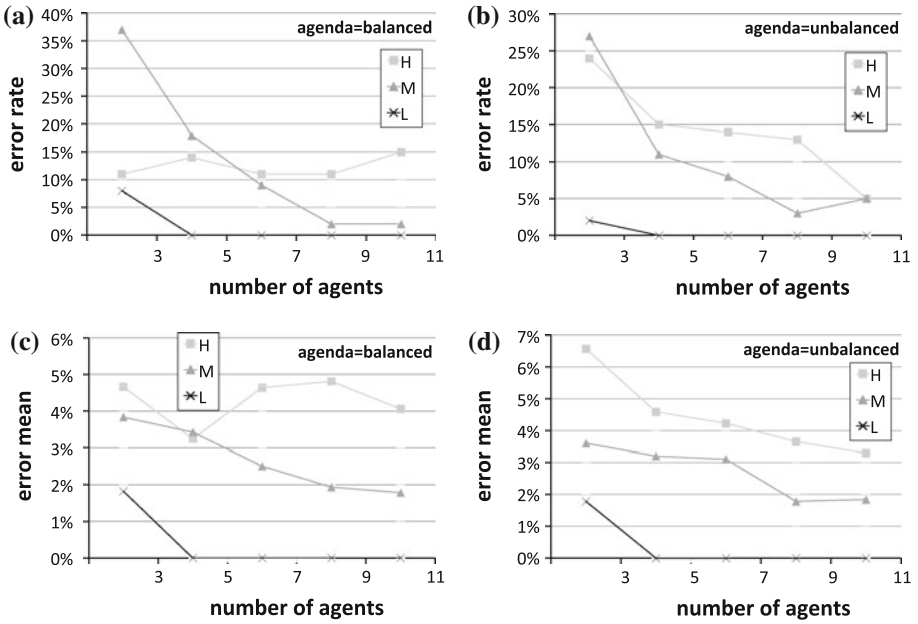 (a)
agenda=balanced
40%
35%
30%
25%
20%
15%
10%
5%
0%
error rate
H
M
L
3
5
7
9
11
number of agents
(b)
agenda=unbalanced
30%
25%
20%
15%
10%
5%
0%
error rate
H
M
L
3
5
7
9
11
number of agents
(c)
agenda=balanced
6%
5%
4%
3%
2%
1%
0%
error mean
H
M
L
3
5
7
9
11
number of agents
(d)
agenda=unbalanced
7%
6%
5%
4%
3%
2%
1%
0%
error mean
H
M
L
3
5
7
9
11
number of agents